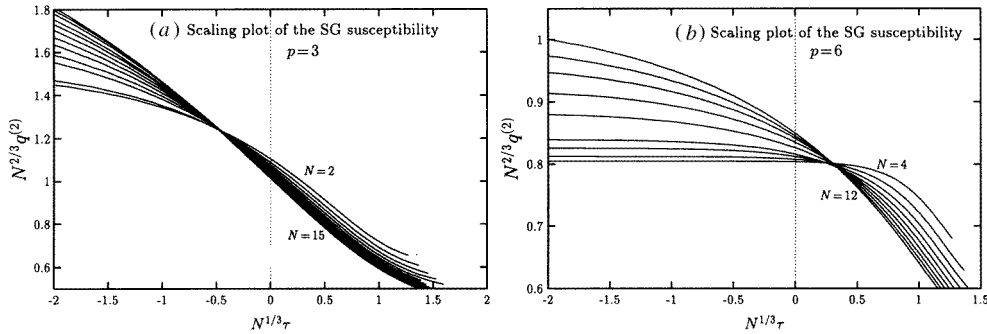 (a) Scaling plot of the SG susceptibility
p=3
N^{2/3}q^{(2)}
1.8
1.6
1.4
1.2
1
0.8
0.6
N=2
N=15
-2 -1.5 -1 -0.5 0 0.5 1 1.5 2
N^{1/3}τ
(b) Scaling plot of the SG susceptibility
p=6
N^{2/3}q^{(2)}
1
0.9
0.8
0.7
0.6
N=4
N=12
-2 -1.5 -1 -0.5 0 0.5 1 1.5
N^{1/3}τ